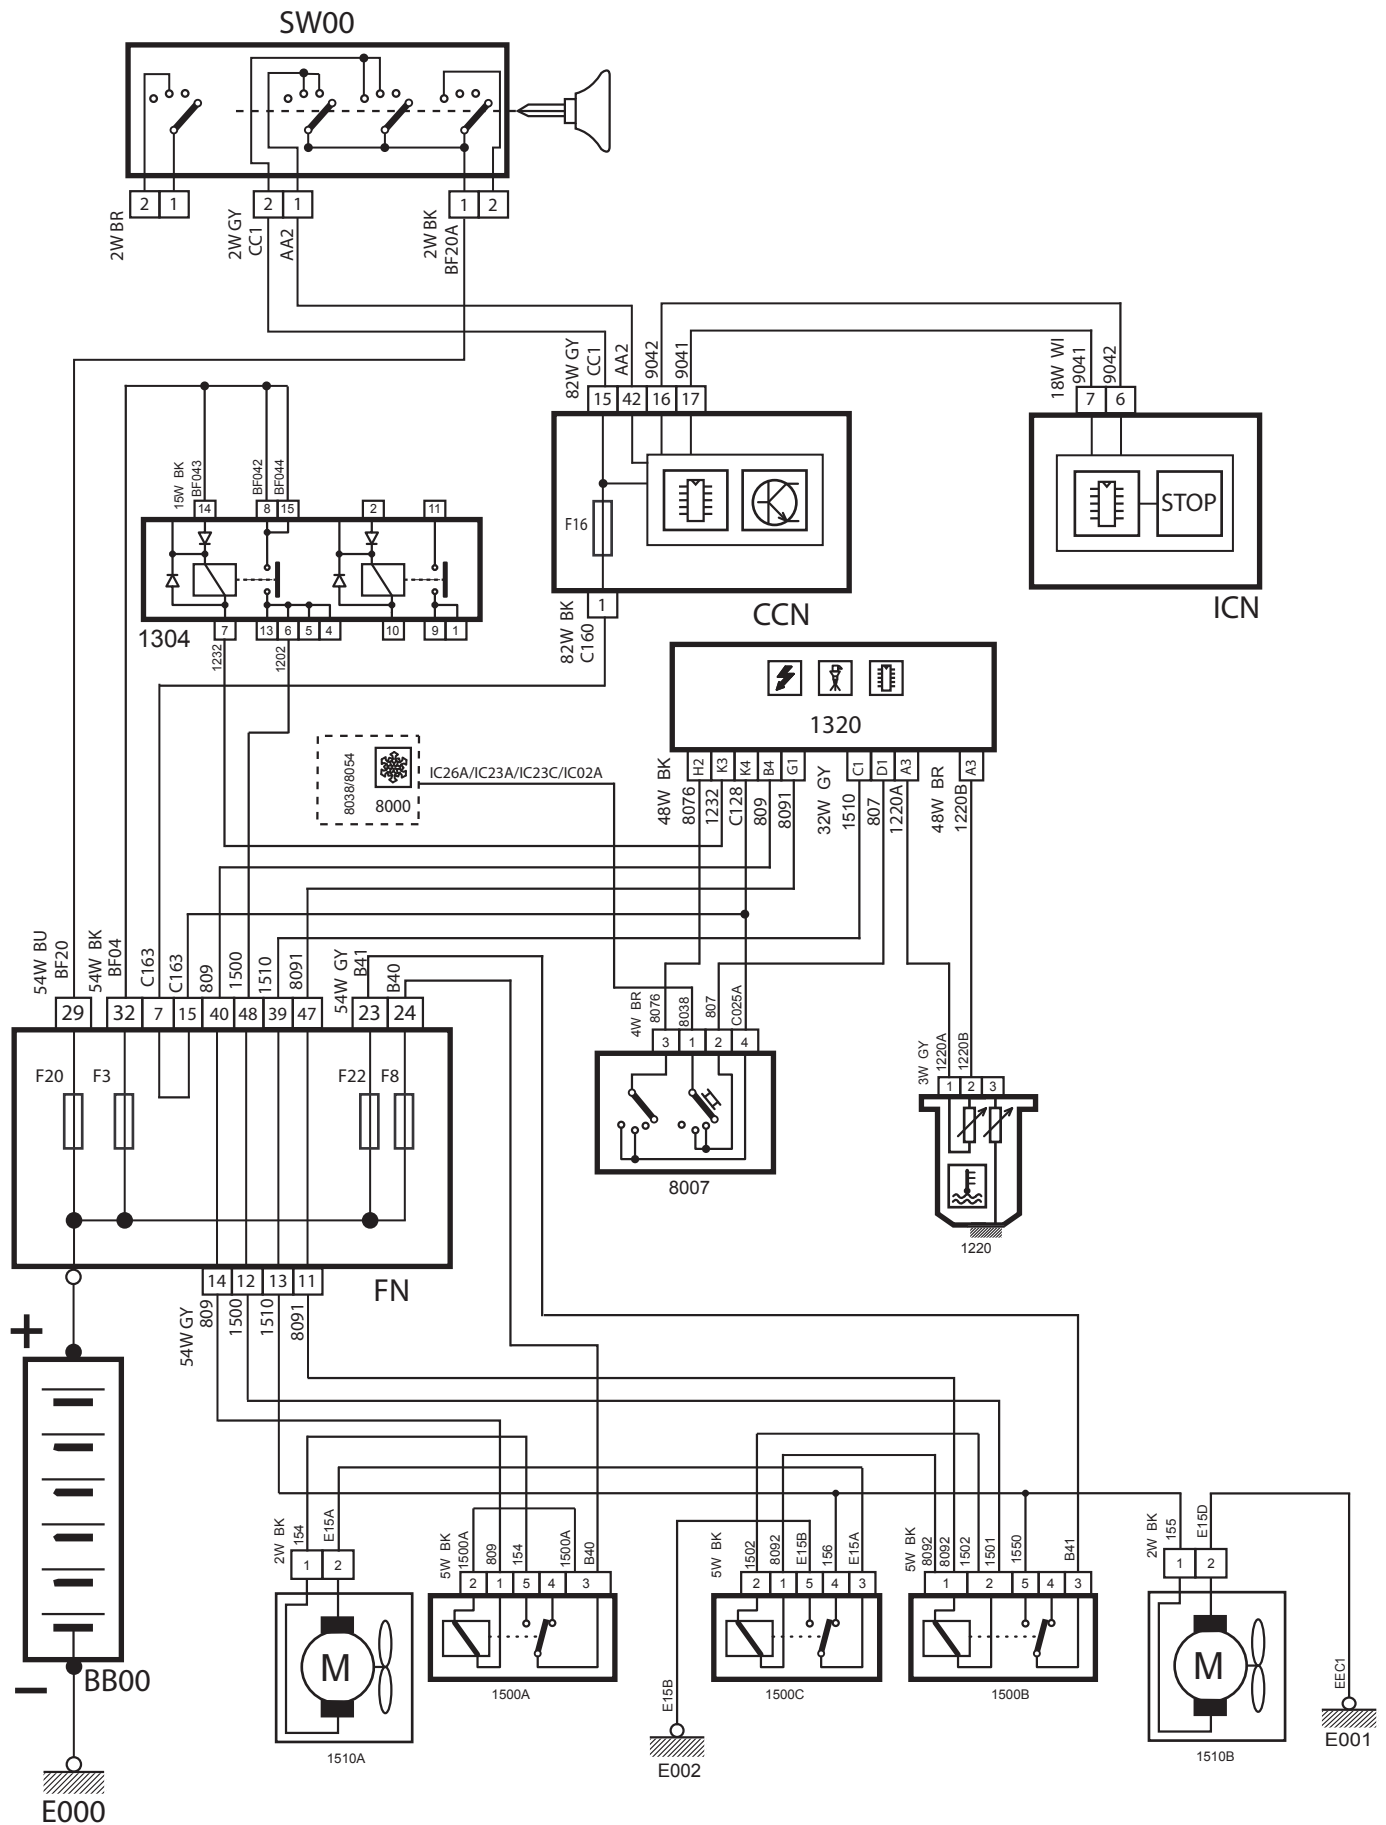 SW00
2 1 2 1 1 2
2W BR
2W GY
CC1
AA2
2W BK
BF20A
82W GY
CC1
AA2
9042
9041
18W WI
9041
9042
15 42 16 17
7 6
15W BK
BF043
BF042
BF044
14 8 15 2 11
F16
STOP
1
CCN
ICN
7 13 6 5 4 10 9 1
1304
1232
1202
82W BK
C160
1320
8038/8054
8000
IC26A/IC23A/IC23C/IC02A
H2 K3 K4 B4 G1 C1 D1 A3 A3
48W BK
8076
1232
C128
809
8091
32W GY
1510
807
1220A
48W BR
1220B
54W BU
BF20
54W BK
BF04
C163
C163
809
1500
1510
8091
54W GY
B41
B40
29 32 7 15 40 48 39 47 23 24
4W BR
8076
8038
807
C025A
3 1 2 4
3W GY
1220A
1220B
1 2 3
F20 F3 F22 F8
8007
1220
14 12 13 11
FN
54W GY
809
1500
1510
8091
+
2W BK
154
E15A
1 2
5W BK
1500A
809
154
1500A
B40
2 1 5 4 3
5W BK
1502
8092
E15B
156
E15A
2 1 5 4 3
5W BK
8092
8092
1502
1501
1550
B41
1 2 5 4 3
2W BK
155
E15D
1 2
M
M
BB00
–
1510A
1500A
E15B
1500C
1500B
1510B
EEC1
E002
E001
E000